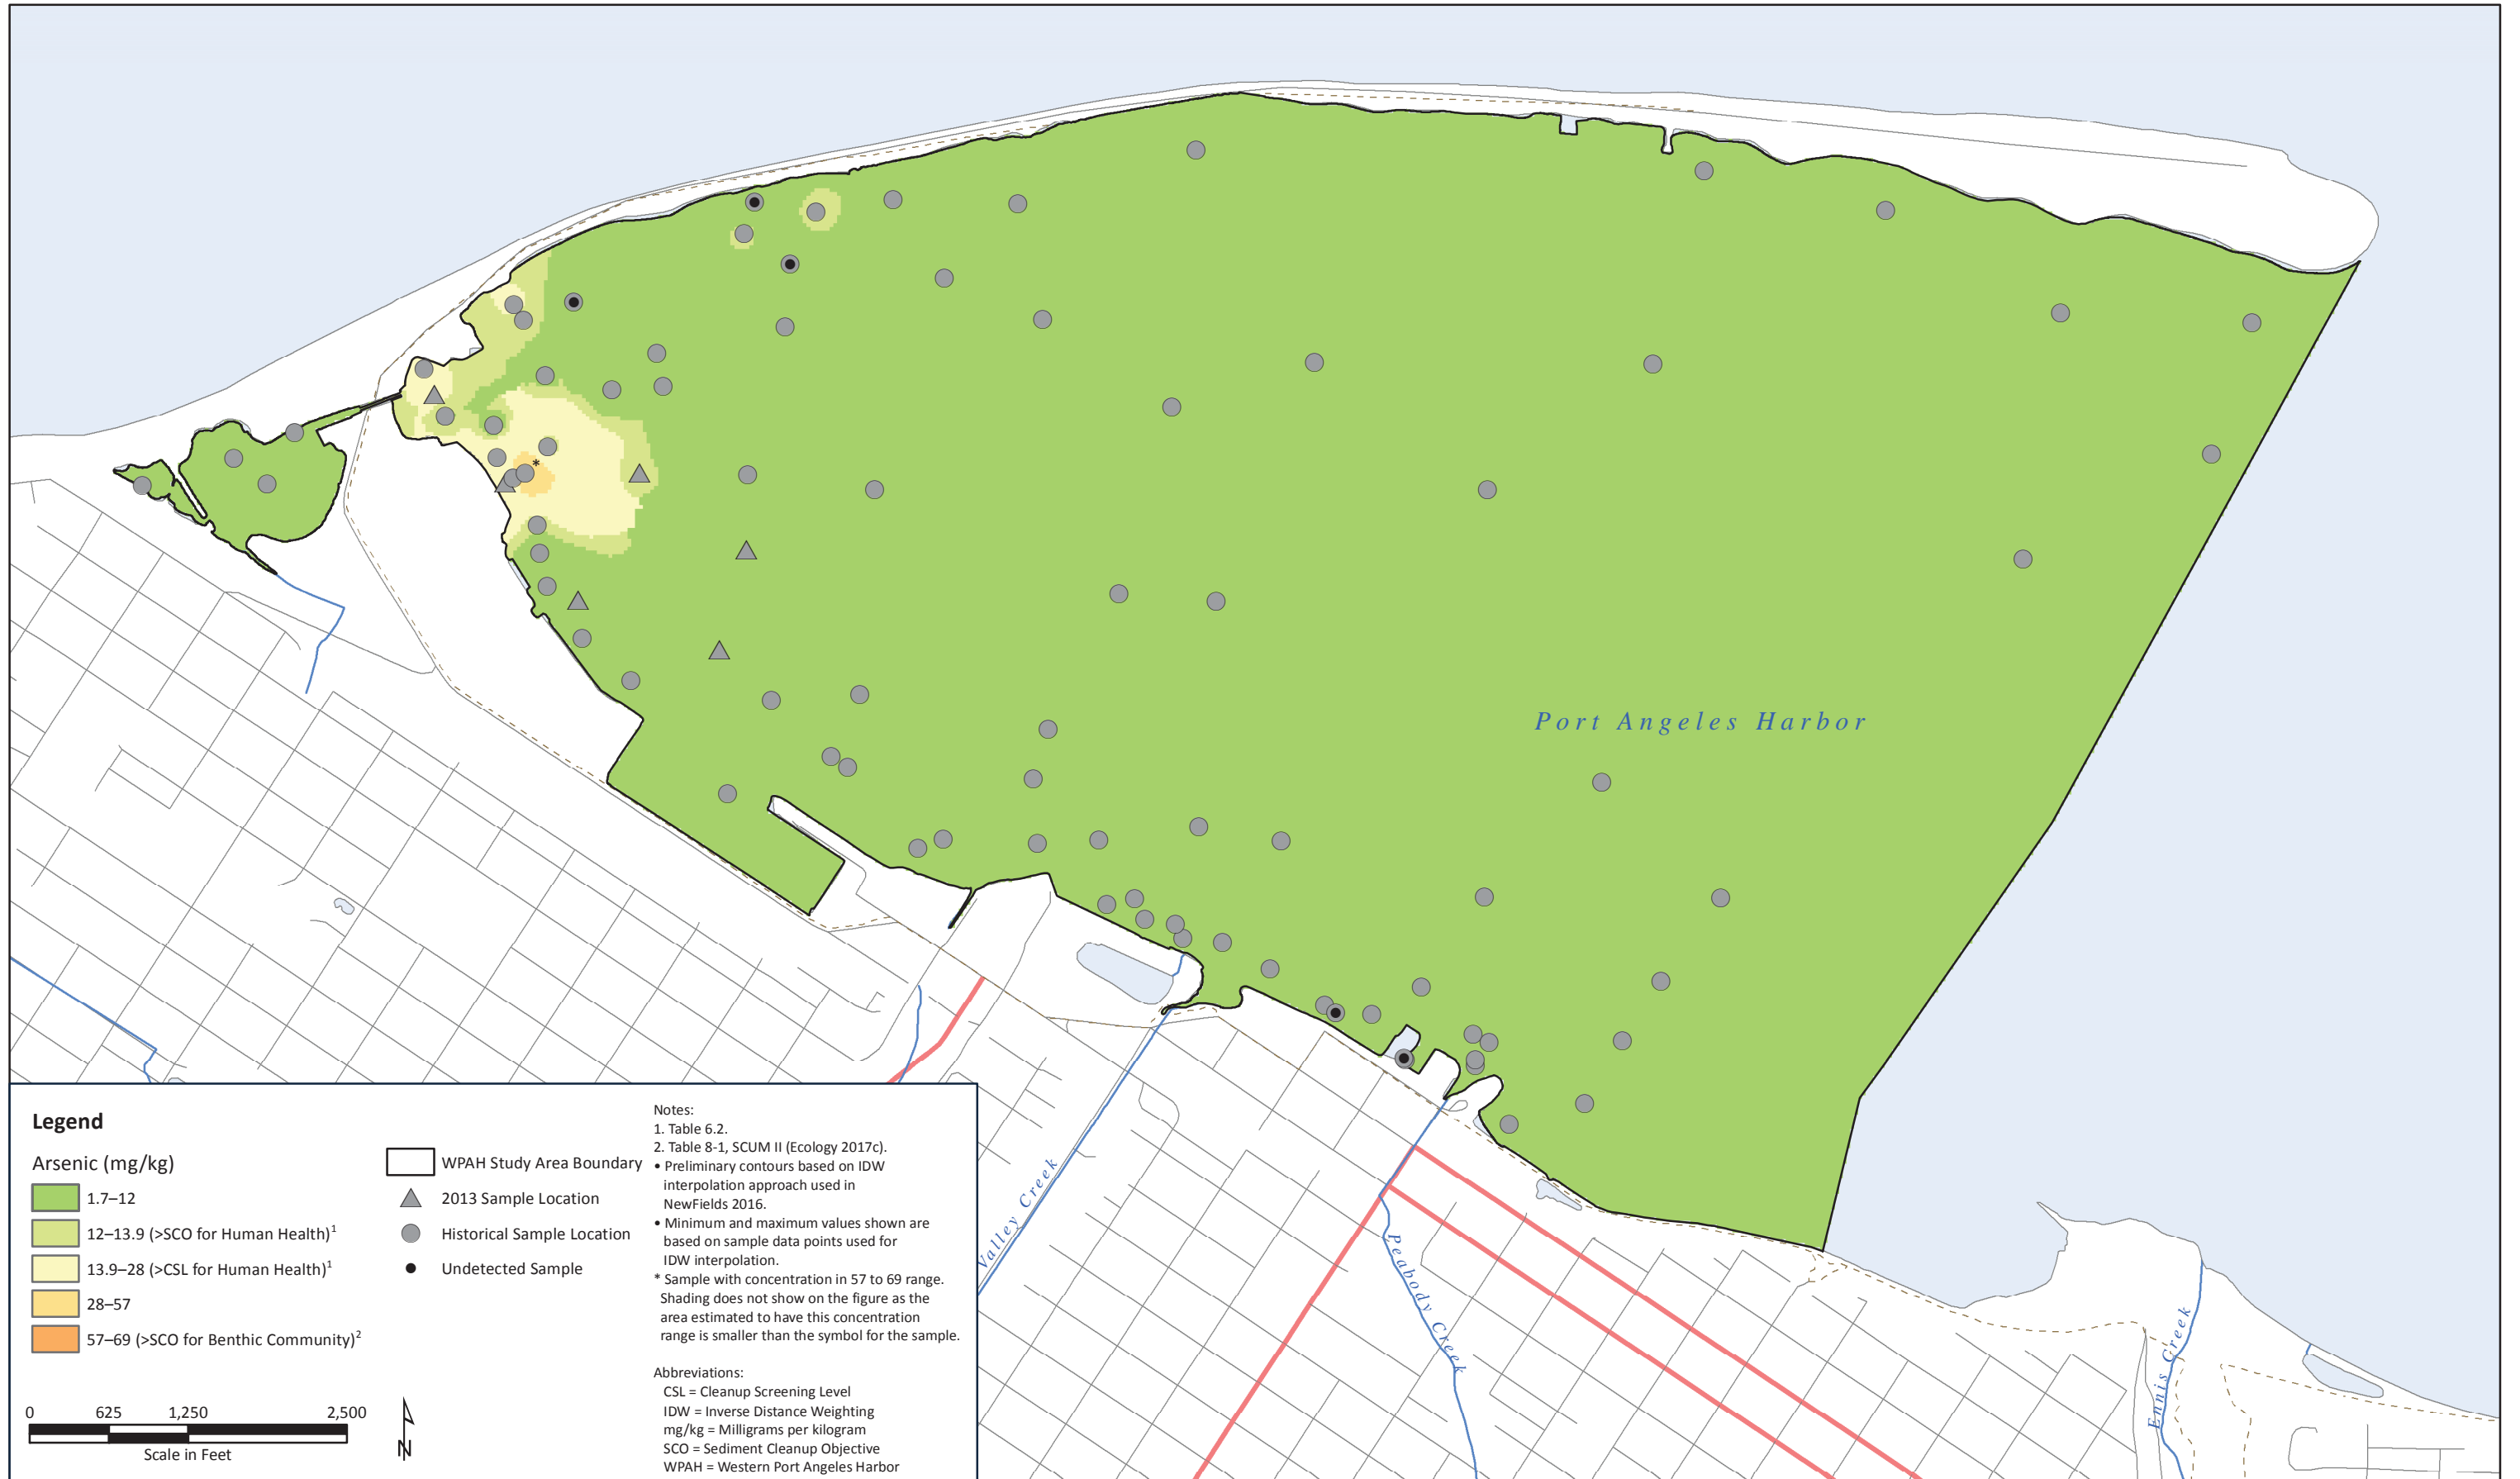 Port Angeles Harbor
Valley Creek
Peabody Creek
Ennis Creek
Legend
Arsenic (mg/kg)
1.7–12
12–13.9 (>SCO for Human Health)1
13.9–28 (>CSL for Human Health)1
28–57
57–69 (>SCO for Benthic Community)2
WPAH Study Area Boundary
2013 Sample Location
Historical Sample Location
Undetected Sample
0 625 1,250 2,500
Scale in Feet
N
Notes:
1. Table 6.2.
2. Table 8-1, SCUM II (Ecology 2017c).
• Preliminary contours based on IDW
interpolation approach used in
NewFields 2016.
• Minimum and maximum values shown are
based on sample data points used for
IDW interpolation.
* Sample with concentration in 57 to 69 range.
Shading does not show on the figure as the
area estimated to have this concentration
range is smaller than the symbol for the sample.
Abbreviations:
CSL = Cleanup Screening Level
IDW = Inverse Distance Weighting
mg/kg = Milligrams per kilogram
SCO = Sediment Cleanup Objective
WPAH = Western Port Angeles Harbor
*